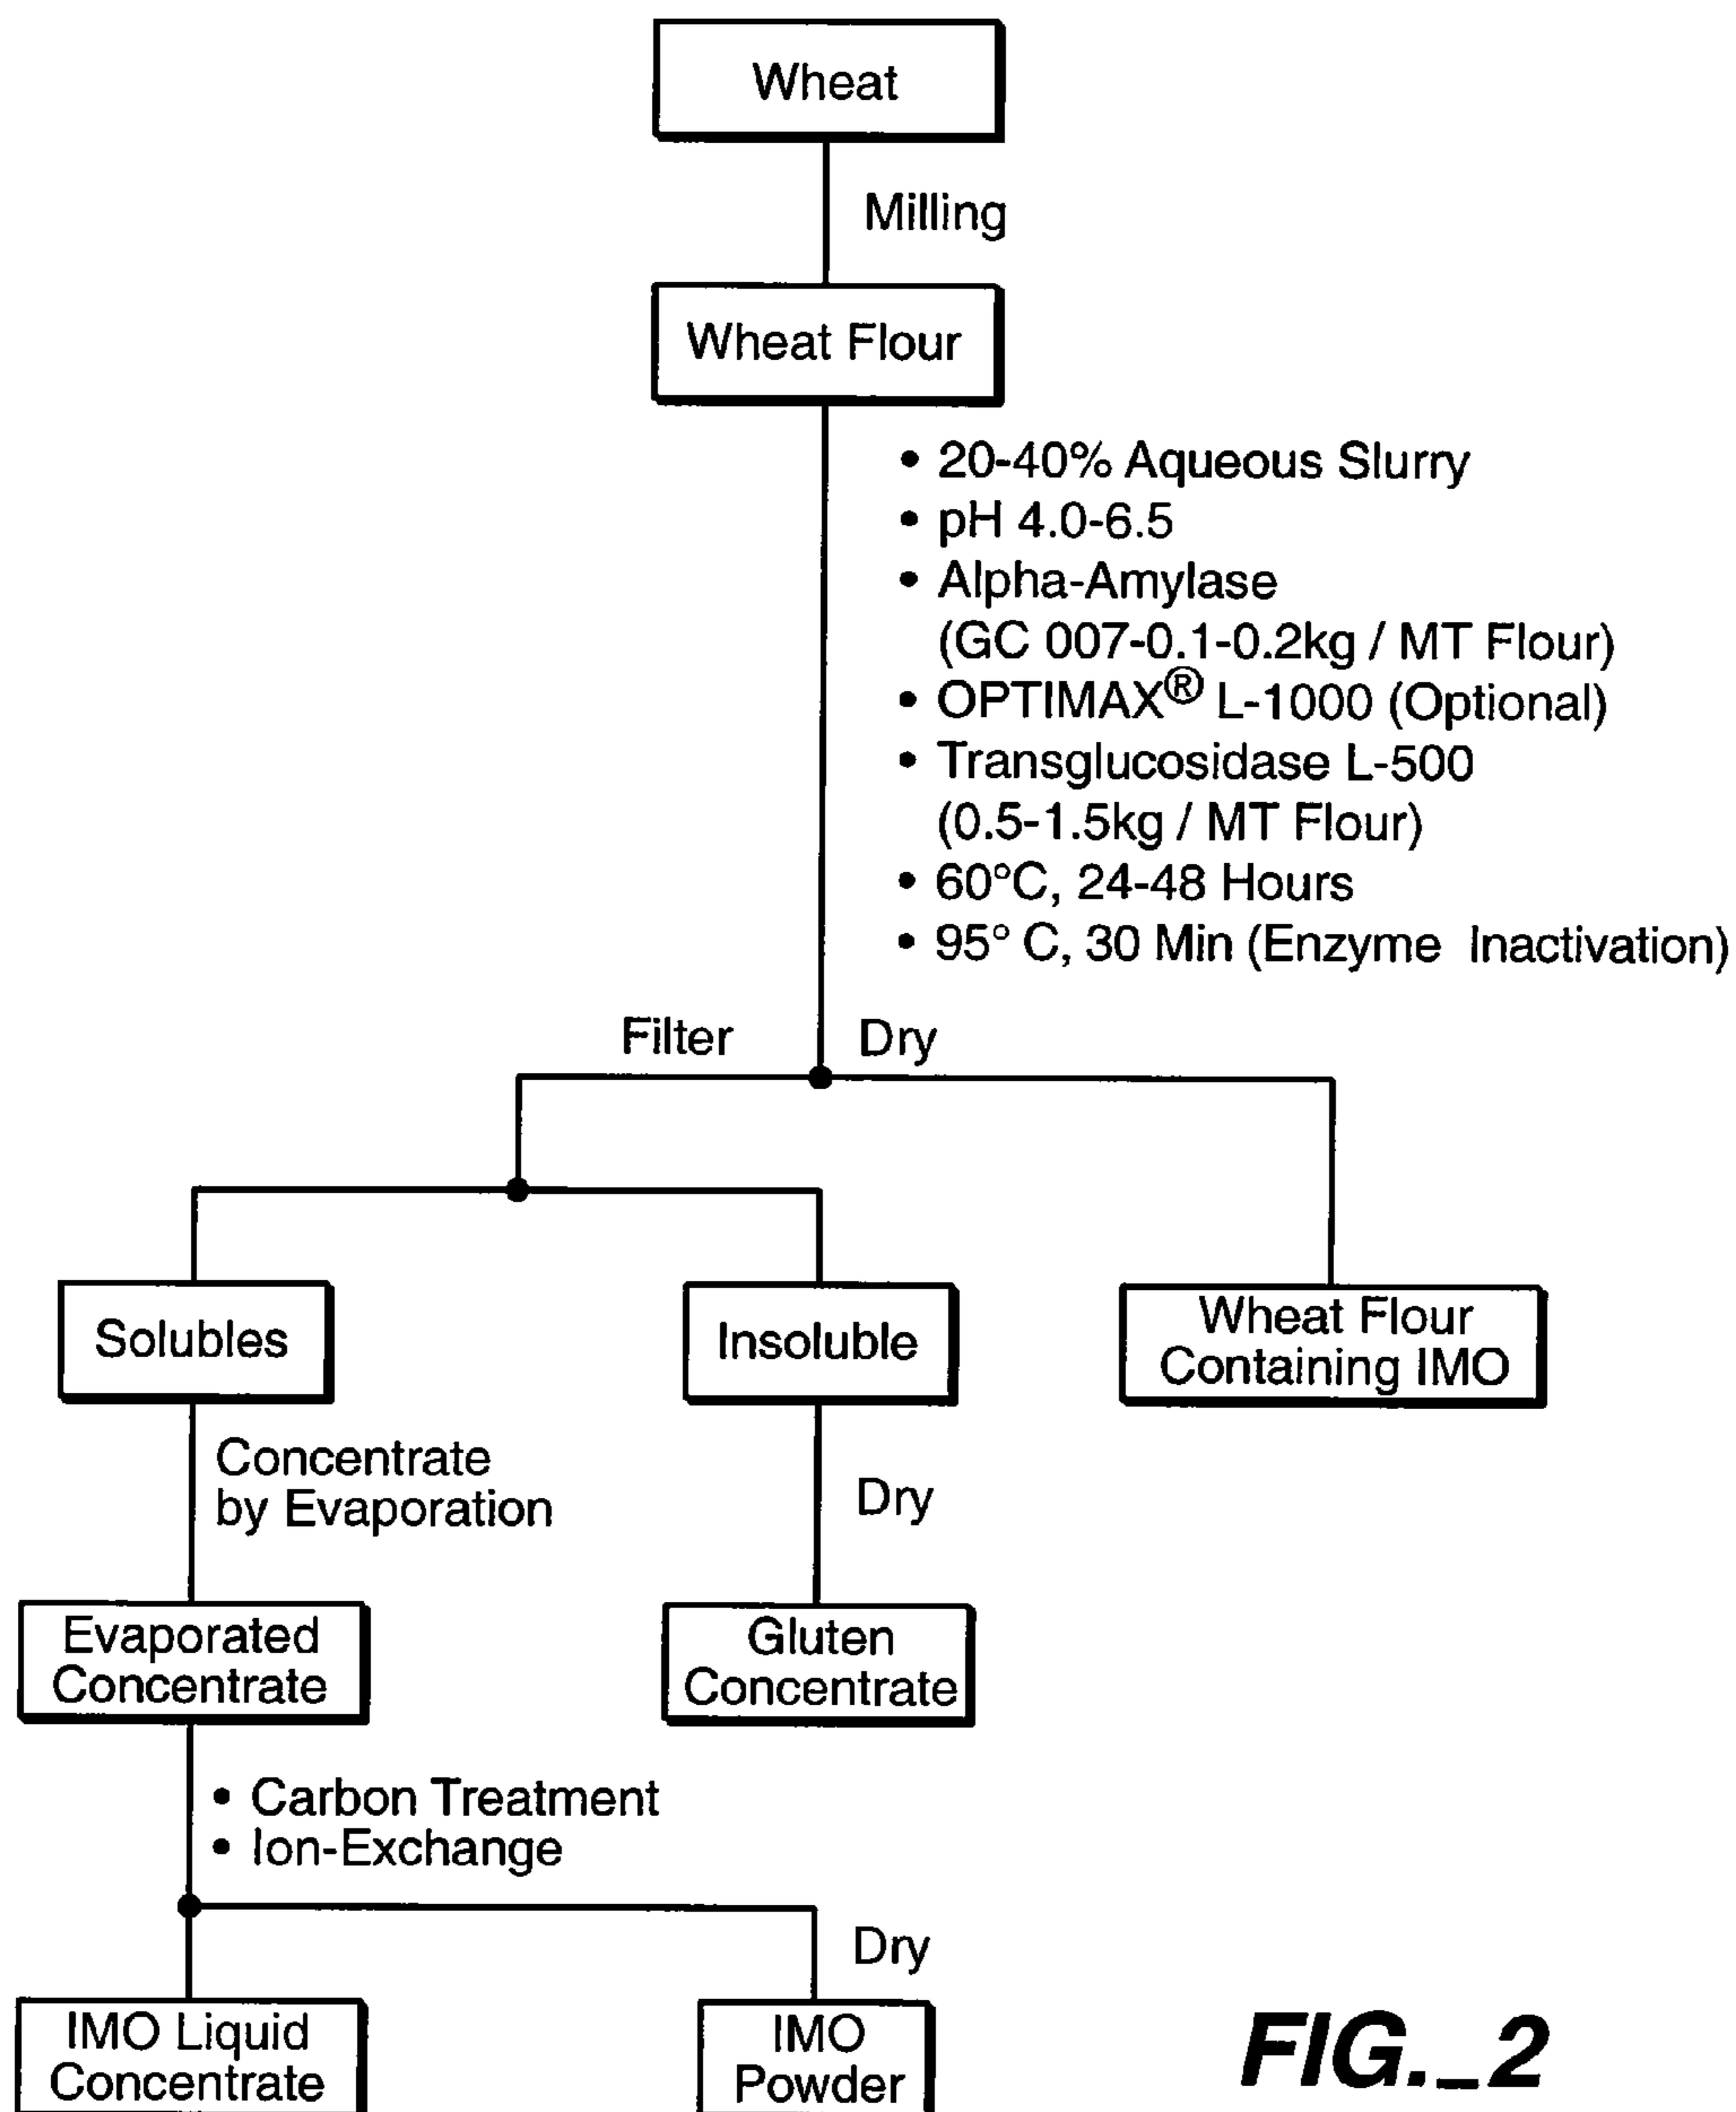 Wheat
Milling
Wheat Flour
• 20-40% Aqueous Slurry
• pH 4.0-6.5
• Alpha-Amylase
(GC 007-0.1-0.2kg / MT Flour)
• OPTIMAX® L-1000 (Optional)
• Transglucosidase L-500
(0.5-1.5kg / MT Flour)
• 60°C, 24-48 Hours
• 95° C, 30 Min (Enzyme Inactivation)
Filter
Dry
Solubles
Insoluble
Wheat Flour
Containing IMO
Concentrate
by Evaporation
Dry
Evaporated
Concentrate
Gluten
Concentrate
• Carbon Treatment
• Ion-Exchange
Dry
IMO Liquid
Concentrate
IMO
Powder
FIG._2